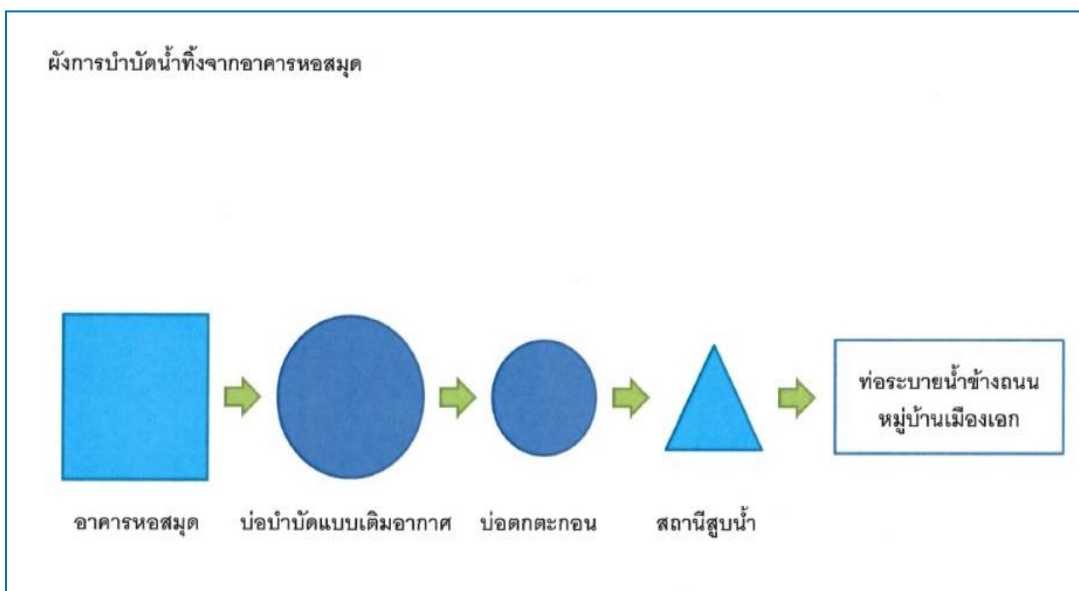 ผังการบำบัดน้ำทิ้งจากอาคารหอสมุด
ท่อระบายน้ำข้างถนน
หมู่บ้านเมืองเอก
อาคารหอสมุด
บ่อบำบัดแบบเติมอากาศ
บ่อตกตะกอน
สถานีสูบน้ำ